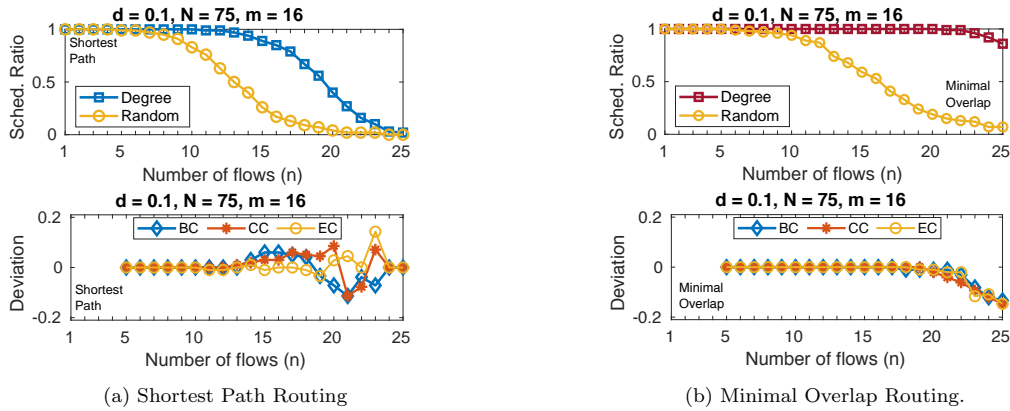 d = 0.1, N = 75, m = 16
Sched. Ratio
1
0.5
0
Shortest
Path
Degree
Random
1 5 10 15 20 25
Number of flows (n)
d = 0.1, N = 75, m = 16
Deviation
0.2
0
-0.2
BC CC EC
Shortest
Path
1 5 10 15 20 25
Number of flows (n)
(a) Shortest Path Routing
d = 0.1, N = 75, m = 16
Sched. Ratio
1
0.5
0
Minimal
Overlap
Degree
Random
1 5 10 15 20 25
Number of flows (n)
d = 0.1, N = 75, m = 16
Deviation
0.2
0
-0.2
BC CC EC
Minimal
Overlap
1 5 10 15 20 25
Number of flows (n)
(b) Minimal Overlap Routing.